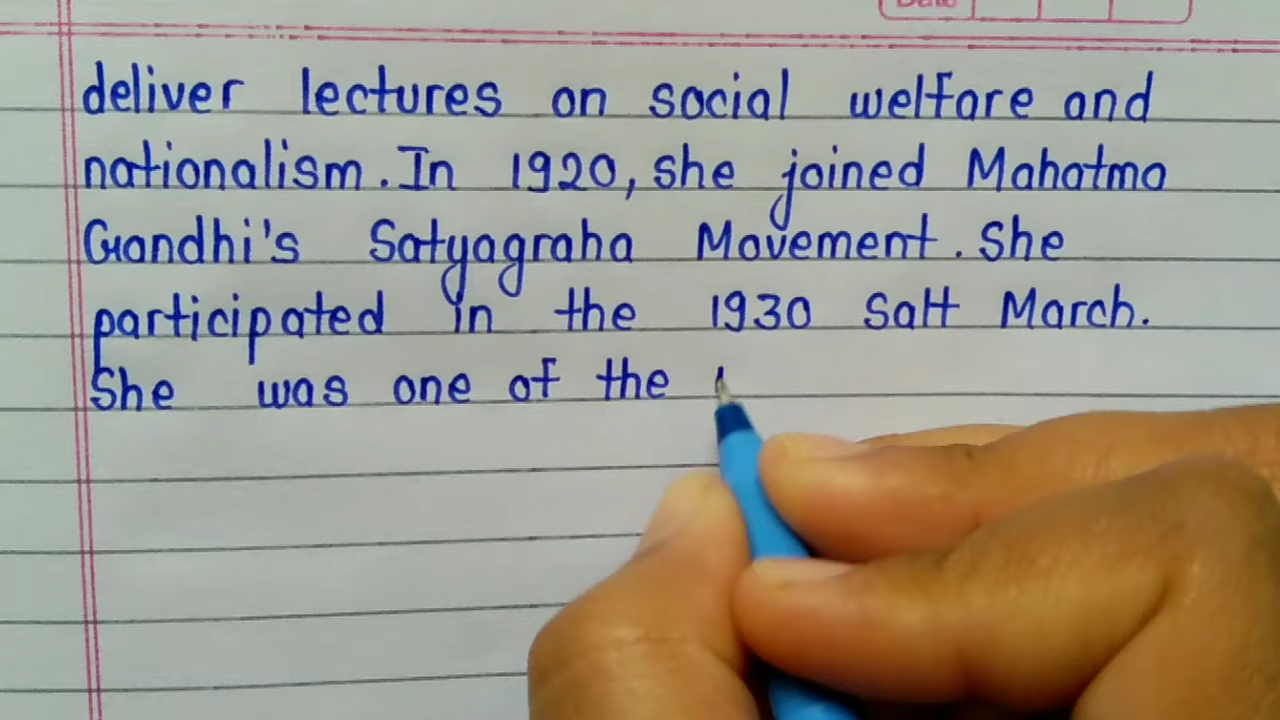 Date
deliver lectures on social welfare and
nationalism. In 1920, she joined Mahatma
Gandhi's Satyagraha Movement. She
participated in the 1930 Salt March.
She was one of the